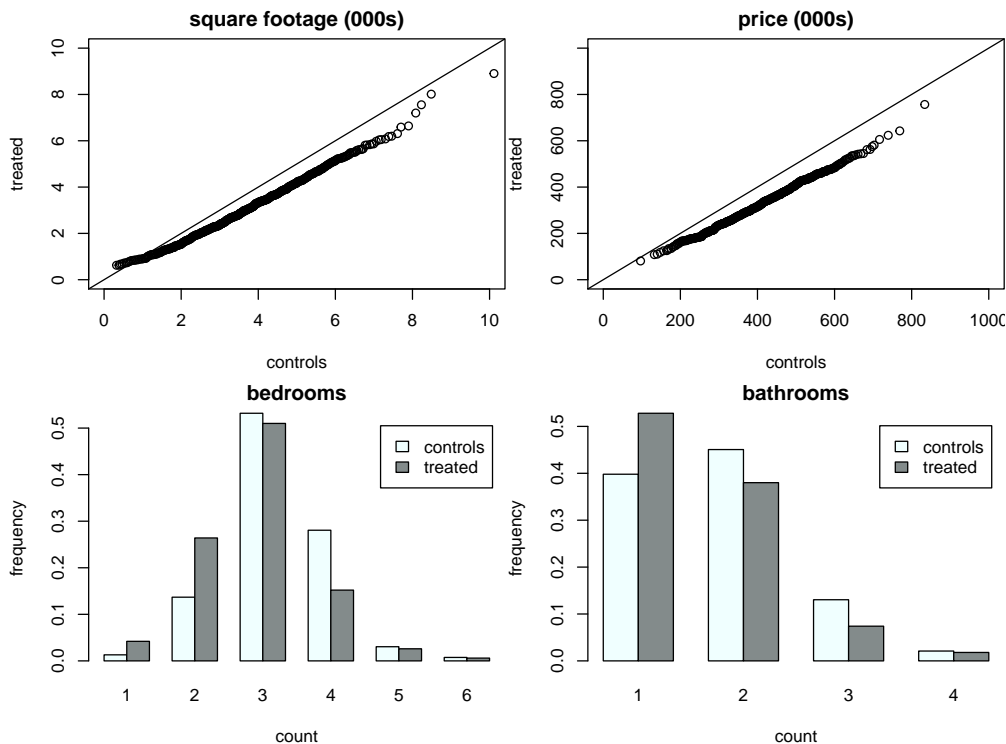 square footage (000s)
treated
0 2 4 6 8 10
0 2 4 6 8 10
controls
price (000s)
treated
0 200 400 600 800
0 200 400 600 800 1000
controls
bedrooms
frequency
0.0 0.1 0.2 0.3 0.4 0.5
controls
treated
1 2 3 4 5 6
count
bathrooms
frequency
0.0 0.1 0.2 0.3 0.4 0.5
controls
treated
1 2 3 4
count